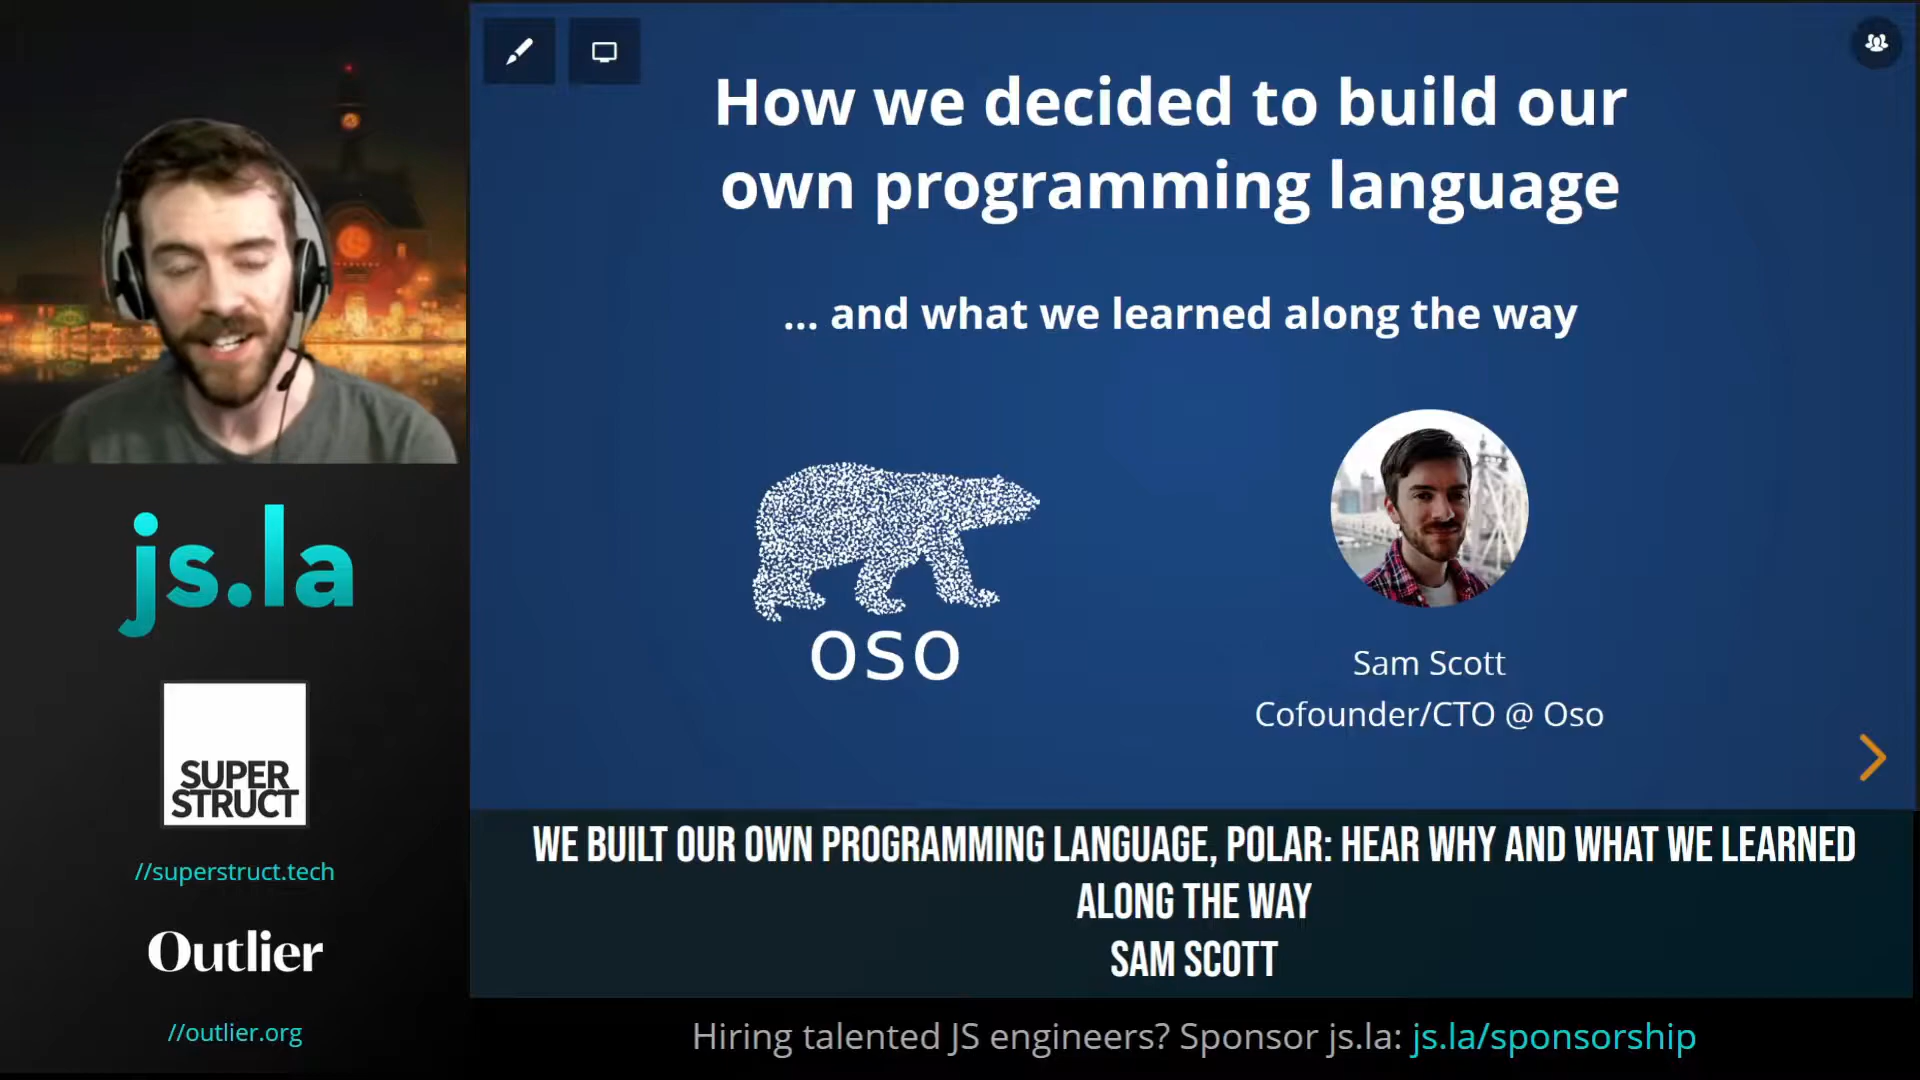 How we decided to build our
own programming language
... and what we learned along the way
oso
Sam Scott
Cofounder/CTO @ Oso
js.la
SUPER
STRUCT
//superstruct.tech
Outlier
//outlier.org
WE BUILT OUR OWN PROGRAMMING LANGUAGE, POLAR: HEAR WHY AND WHAT WE LEARNED
ALONG THE WAY
SAM SCOTT
Hiring talented JS engineers? Sponsor js.la: js.la/sponsorship